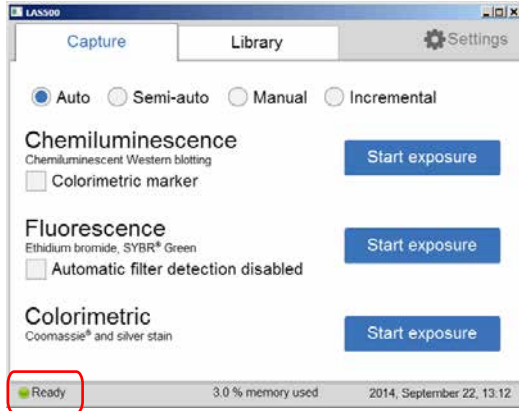 LAS500
Capture Library Settings
Auto Semi-auto Manual Incremental
Chemiluminescence
Chemiluminescent Western blotting
Start exposure
Colorimetric marker
Fluorescence
Ethidium bromide, SYBR® Green
Start exposure
Automatic filter detection disabled
Colorimetric
Coomassie® and silver stain
Start exposure
Ready 3.0 % memory used 2014, September 22, 13.12